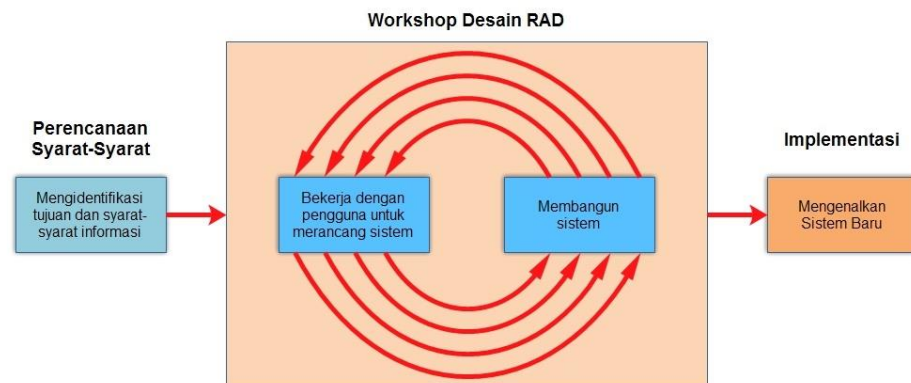 Workshop Desain RAD
Perencanaan
Syarat-Syarat
Mengidentifikasi
tujuan dan syarat-
syarat informasi
Bekerja dengan
pengguna untuk
merancang sistem
Membangun
sistem
Implementasi
Mengenalkan
Sistem Baru